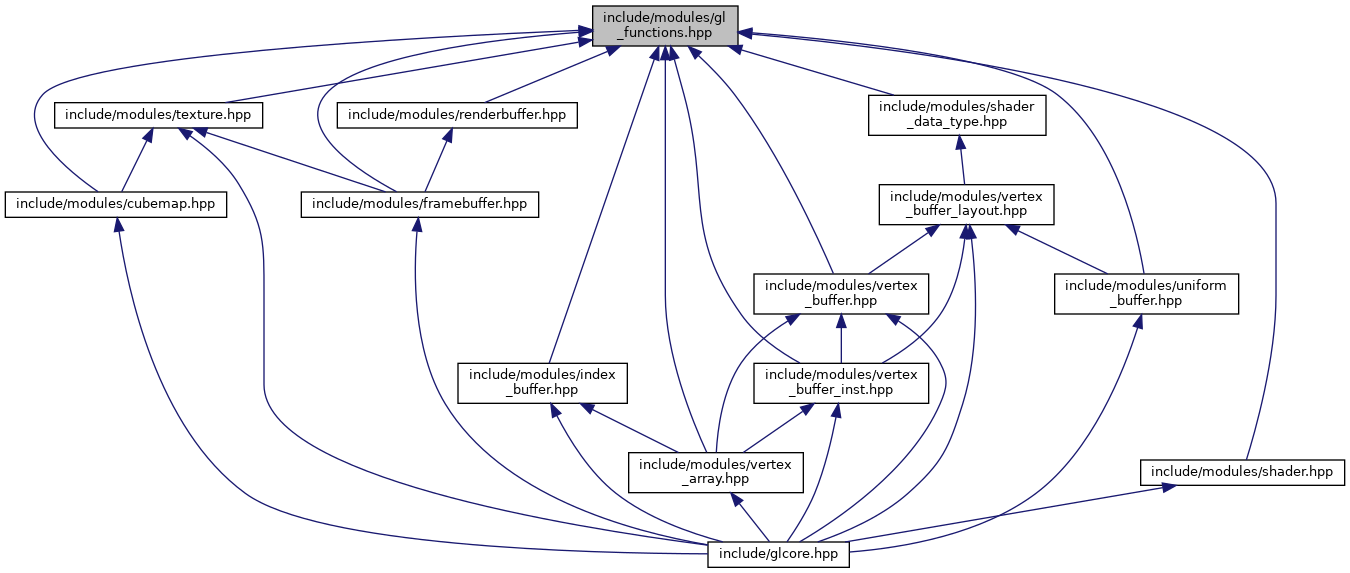 include/modules/gl
_functions.hpp
include/modules/texture.hpp
include/modules/renderbuffer.hpp
include/modules/shader
_data_type.hpp
include/modules/cubemap.hpp
include/modules/framebuffer.hpp
include/modules/vertex
_buffer_layout.hpp
include/modules/vertex
_buffer.hpp
include/modules/uniform
_buffer.hpp
include/modules/index
_buffer.hpp
include/modules/vertex
_buffer_inst.hpp
include/modules/vertex
_array.hpp
include/modules/shader.hpp
include/glcore.hpp